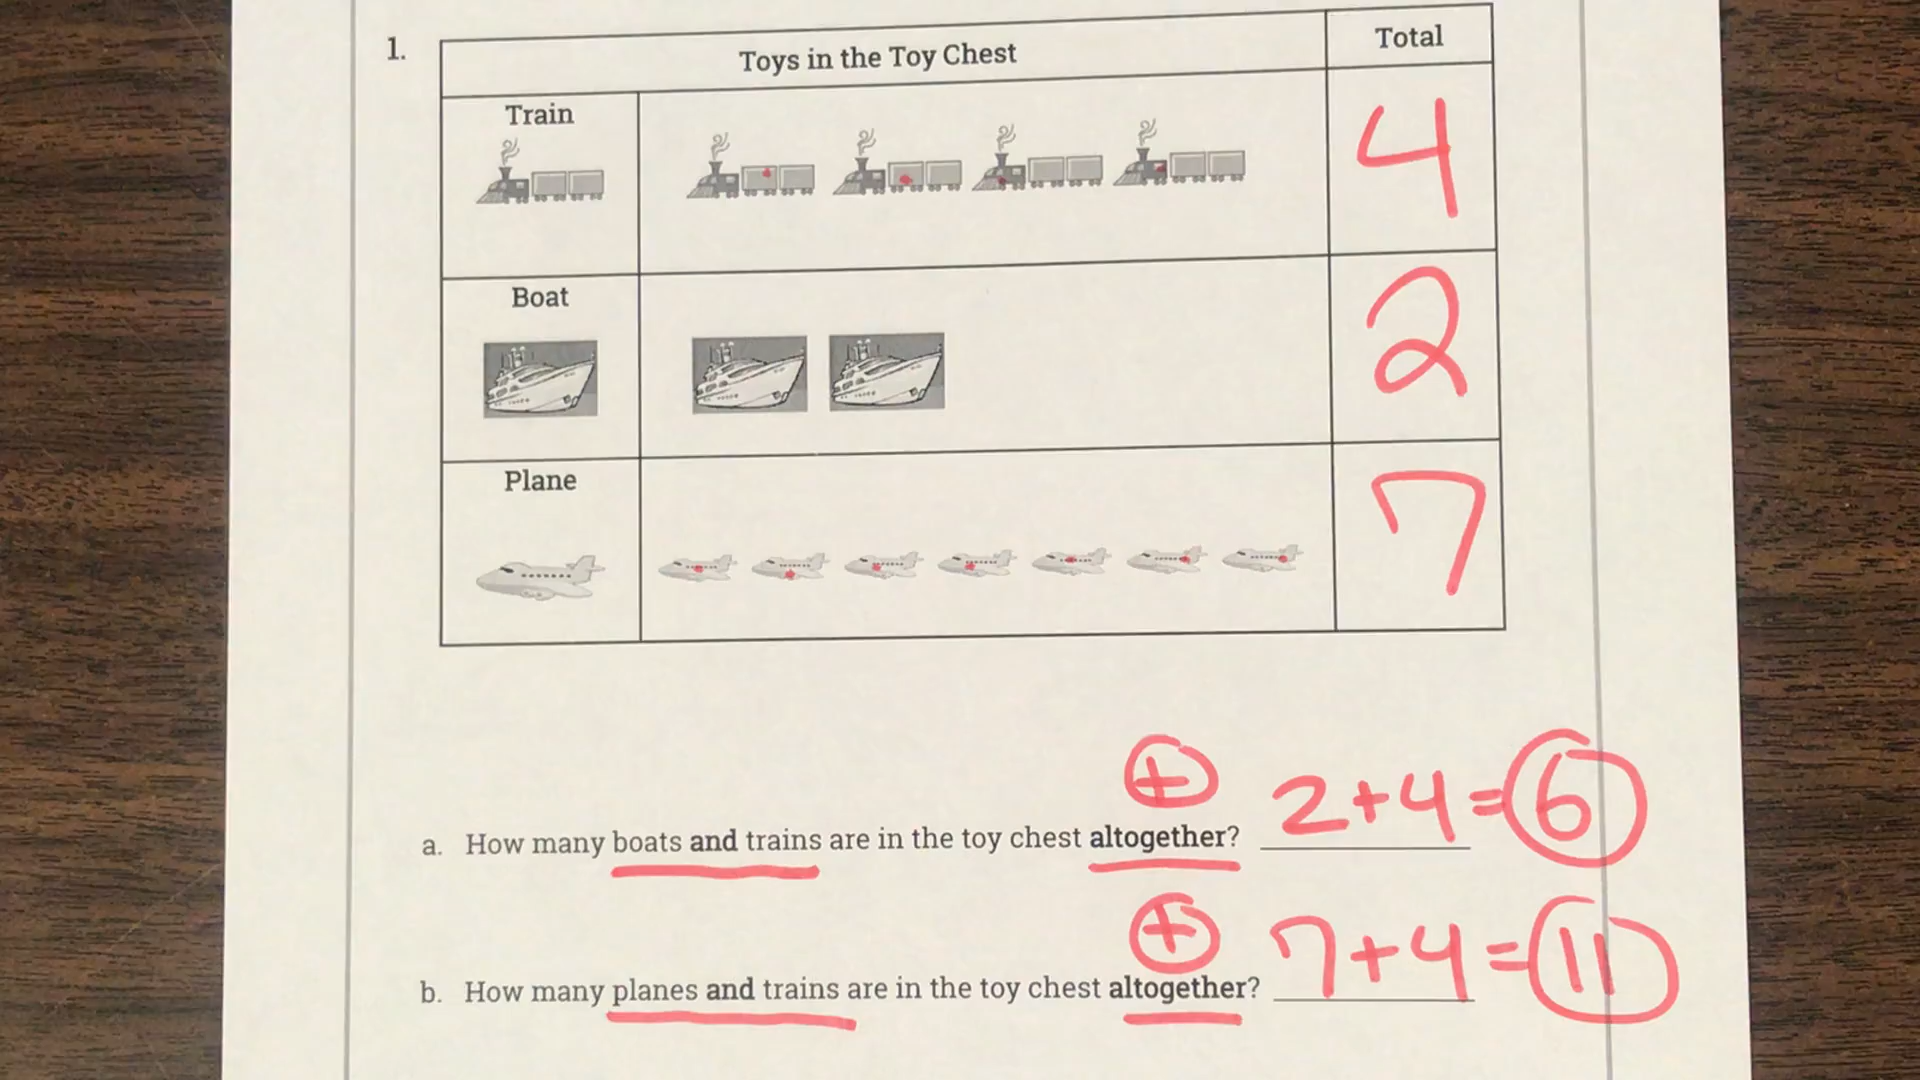 1.
Toys in the Toy Chest Total
Train 4
Boat 2
Plane 7
+
a. How many boats and trains are in the toy chest altogether? 2+4=6
+
b. How many planes and trains are in the toy chest altogether? 7+4=11